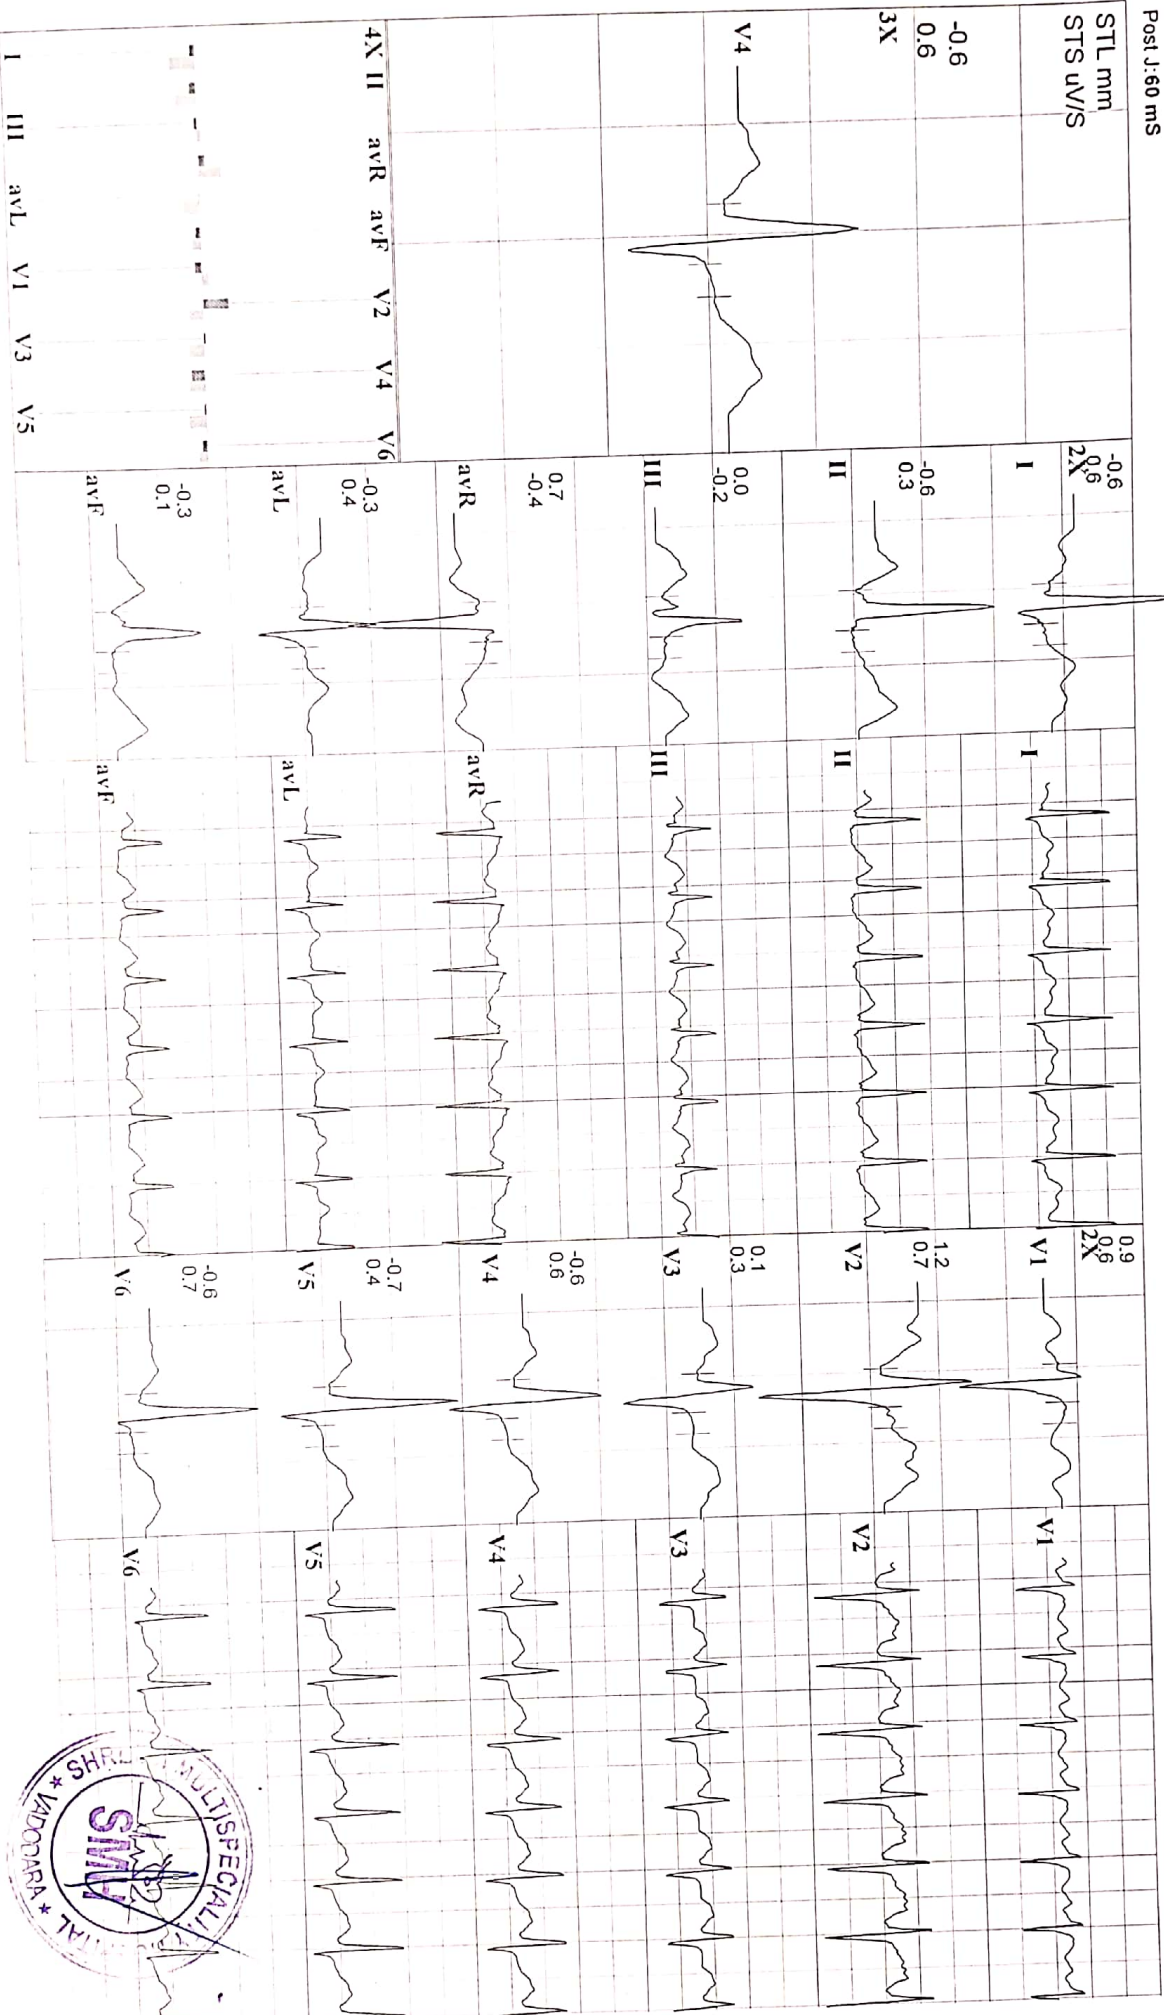 Post J:60 mS
STL mm
STS uV/S
-0.6
0.6
3X
V4
4X II avR avF V2 V4 V6
I III avL V1 V3 V5
-0.6
0.6
2X
I
-0.6
0.3
II
0.0
-0.2
III
0.7
-0.4
avR
-0.3
0.4
avL
-0.3
0.1
avF
I
II
III
avR
avL
avF
0.9
0.6
2X
V1
1.2
0.7
V2
0.1
0.3
V3
-0.6
0.6
V4
-0.7
0.4
V5
-0.6
0.7
V6
V1
V2
V3
V4
V5
V6
MULTISPECIALITY
SMH
★ VADODARA ★